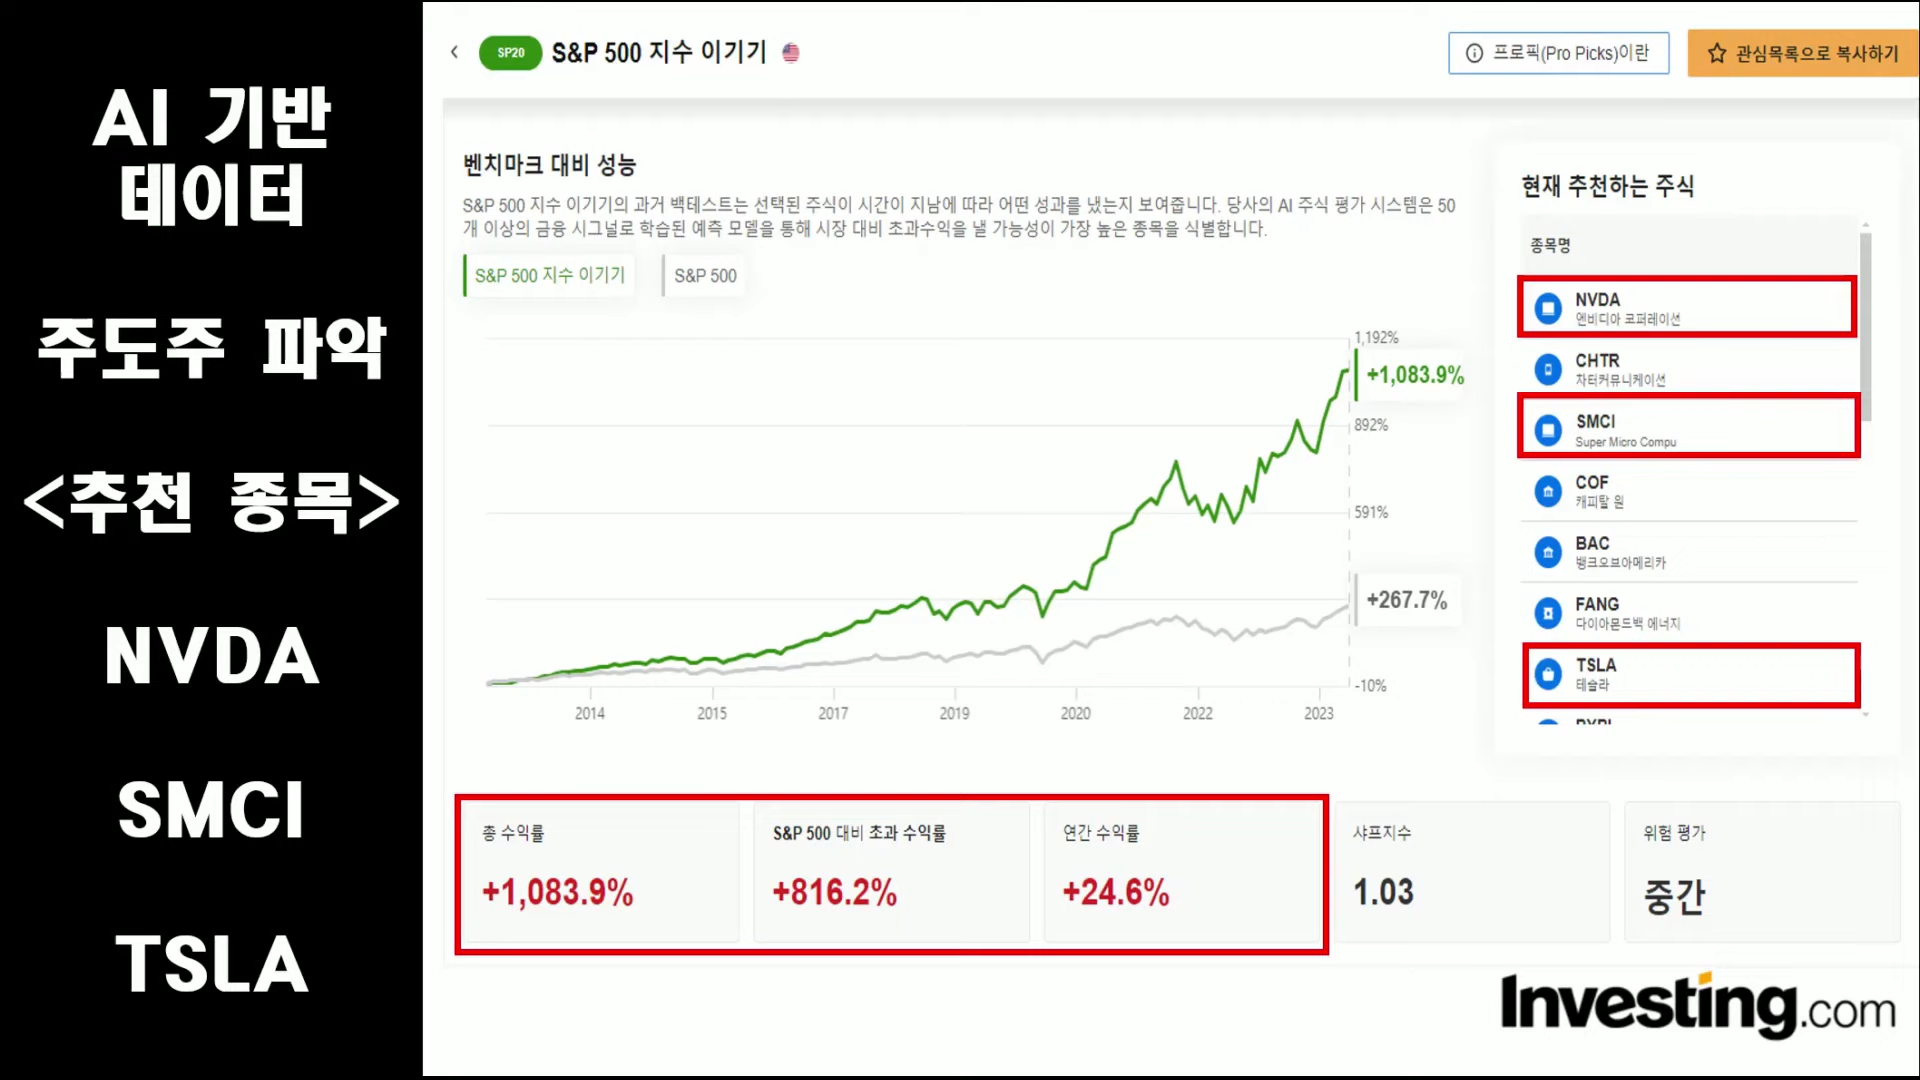 AI 기반
데이터
주도주 파악
<추천 종목>
NVDA
SMCI
TSLA
SP20 S&P 500 지수 이기기
프로픽(Pro Picks)이란
관심목록으로 복사하기
벤치마크 대비 성능
S&P 500 지수 이기기의 과거 백테스트는 선택된 주식이 시간이 지남에 따라 어떤 성과를 냈는지 보여줍니다. 당사의 AI 주식 평가 시스템은 50
개 이상의 금융 시그널로 학습된 예측 모델을 통해 시장 대비 초과수익을 낼 가능성이 가장 높은 종목을 식별합니다.
S&P 500 지수 이기기
S&P 500
1,192%
+1,083.9%
892%
591%
+267.7%
-10%
2014 2015 2017 2019 2020 2022 2023
현재 추천하는 주식
종목명
NVDA
엔비디아 코퍼레이션
CHTR
차터커뮤니케이션
SMCI
Super Micro Compu
COF
캐피탈 원
BAC
뱅크오브아메리카
FANG
다이아몬드백 에너지
TSLA
테슬라
총 수익률
+1,083.9%
S&P 500 대비 초과 수익률
+816.2%
연간 수익률
+24.6%
샤프지수
1.03
위험 평가
중간
Investing.com